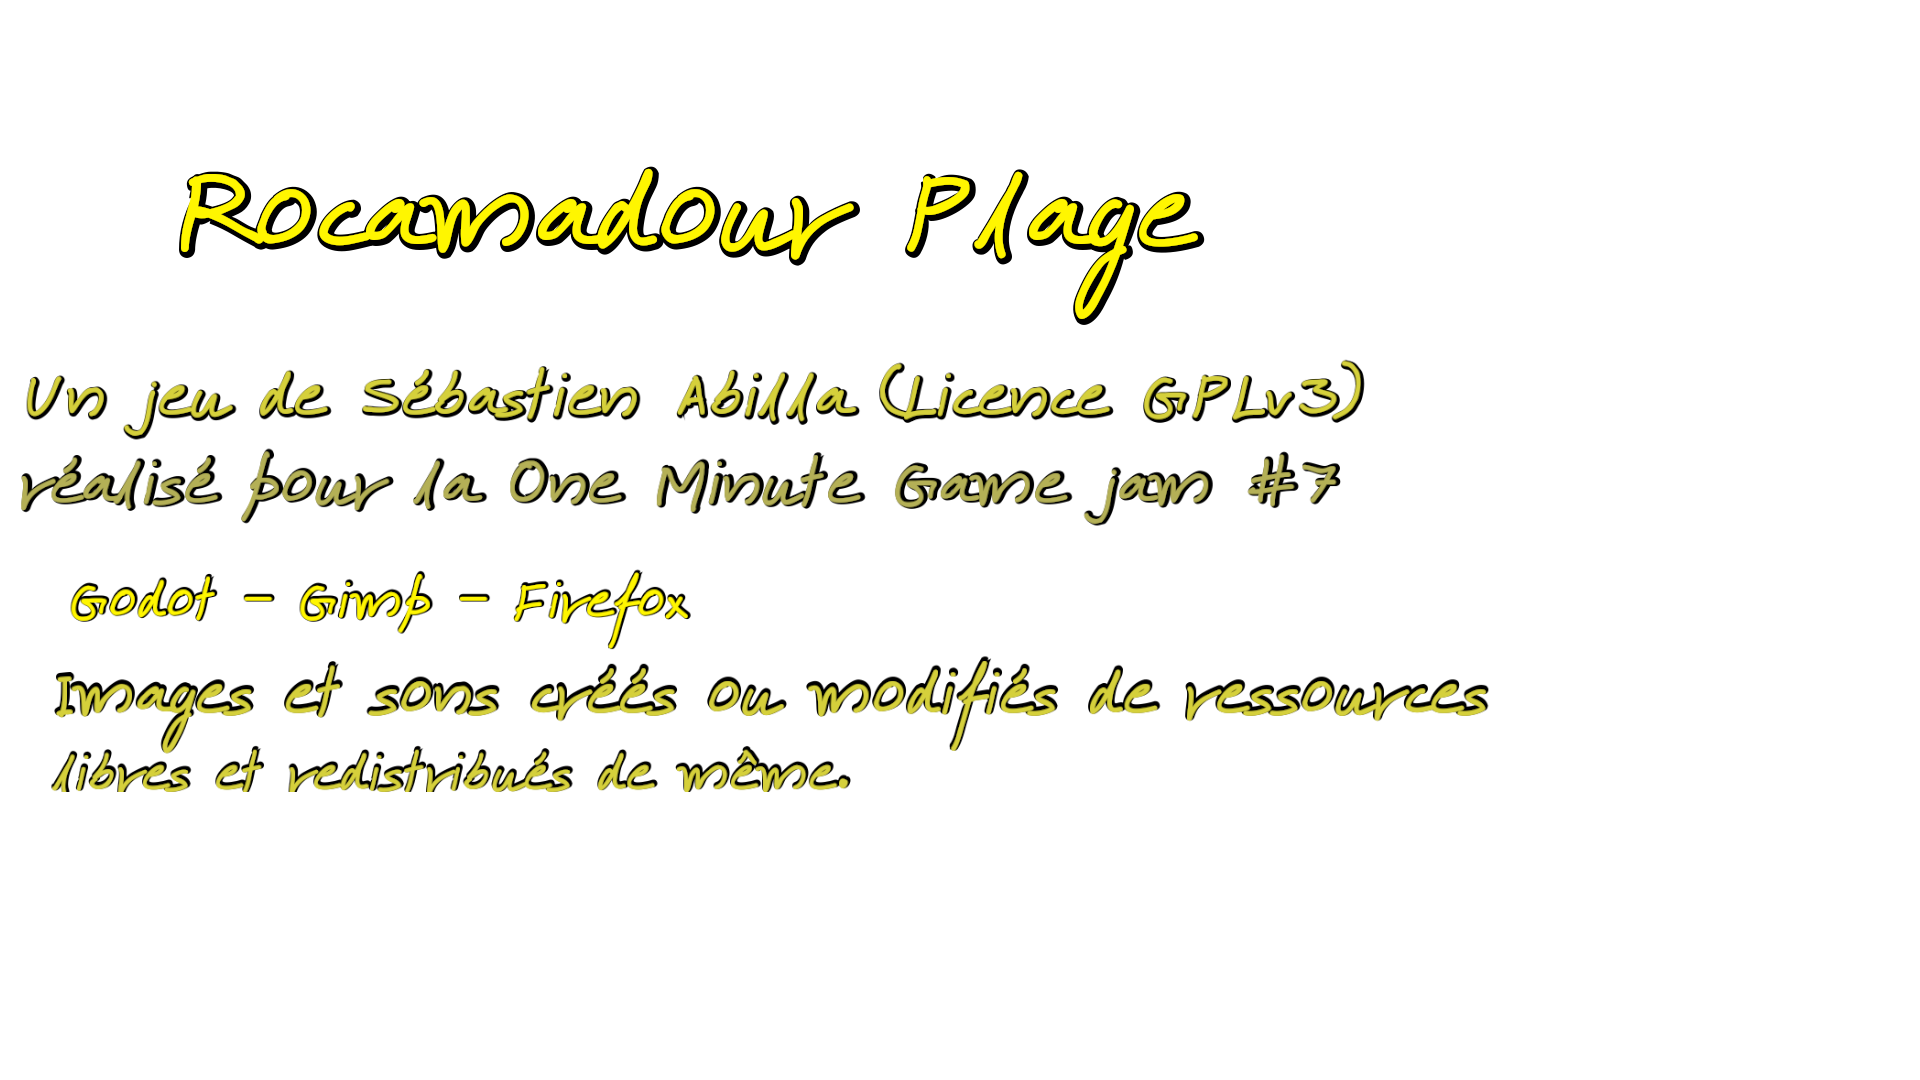 Rocamadour Plage
Un jeu de Sébastien Abilla (Licence GPLv3)
réalisé pour la One Minute Game jam #7
Godot - Gimp - Firefox
Images et sons créés ou modifiés de ressources
libres et redistribués de même.